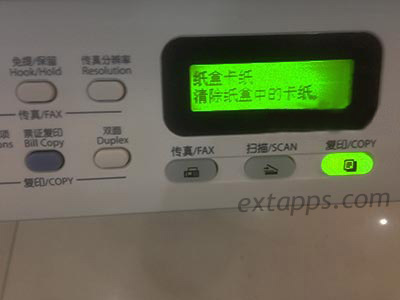 免提/保留
Hook/Hold
传真分辨率
Resolution
传真/FAX
票证复印
Bill Copy
双面
Duplex
复印/COPY
纸盒卡纸
清除纸盒中的卡纸。
传真/FAX
扫描/SCAN
复印/COPY
extapps.com